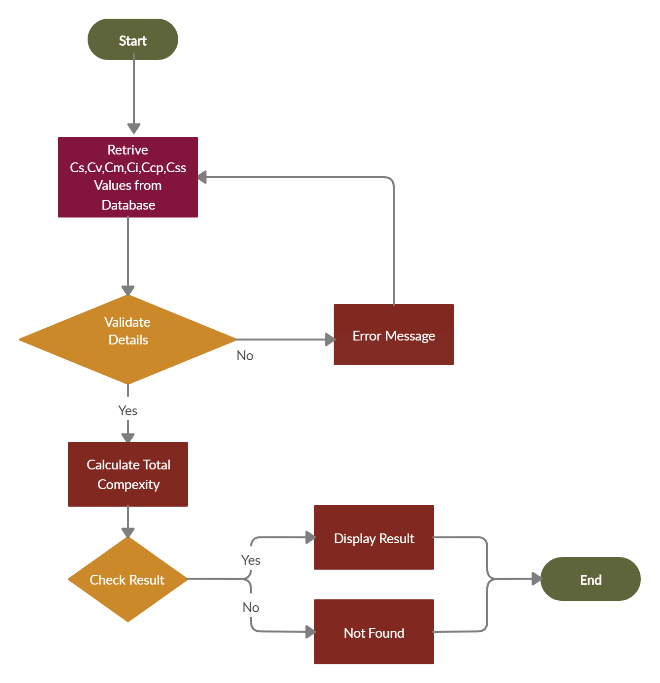 Start
Retrive
Cs,Cv,Cm,Ci,Ccp,Css
Values from
Database
Validate
Details
No
Error Message
Yes
Calculate Total
Compexity
Check Result
Yes
Display Result
No
Not Found
End